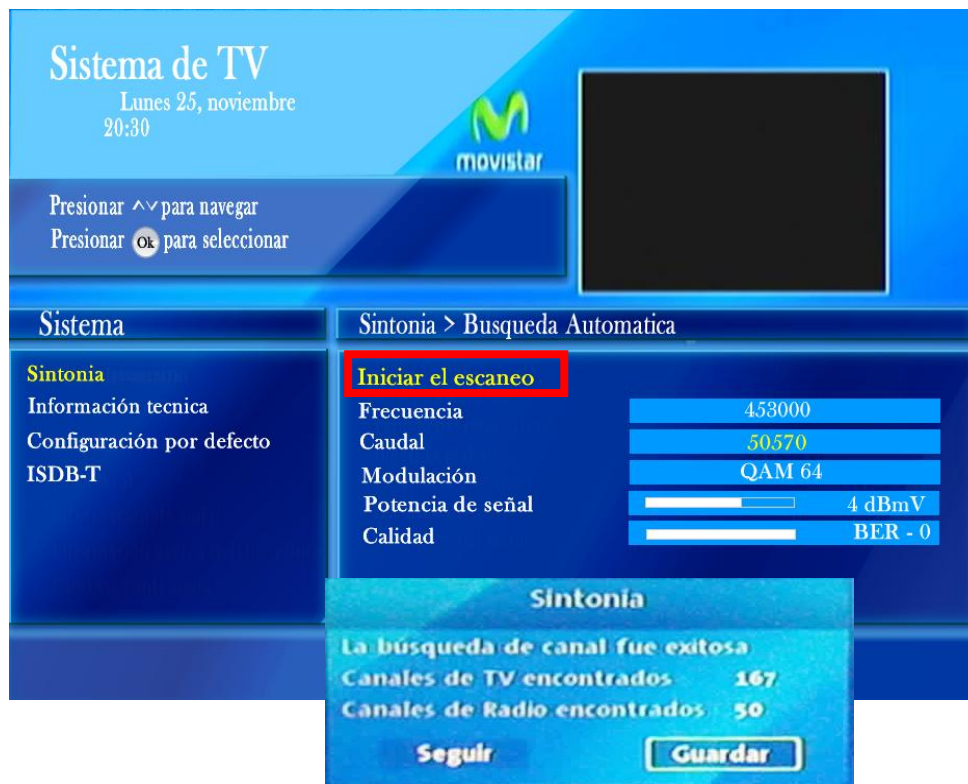 Sistema de TV
Lunes 25, noviembre
20:30
movistar
Presionar ^v para navegar
Presionar Ok para seleccionar
Sistema
Sintonia
Información tecnica
Configuración por defecto
ISDB-T
Sintonia > Busqueda Automatica
Iniciar el escaneo
Frecuencia 453000
Caudal 50570
Modulación QAM 64
Potencia de señal 4 dBmV
Calidad BER - 0
Sintonia
La búsqueda de canal fue exitosa
Canales de TV encontrados 167
Canales de Radio encontrados 50
Seguir Guardar